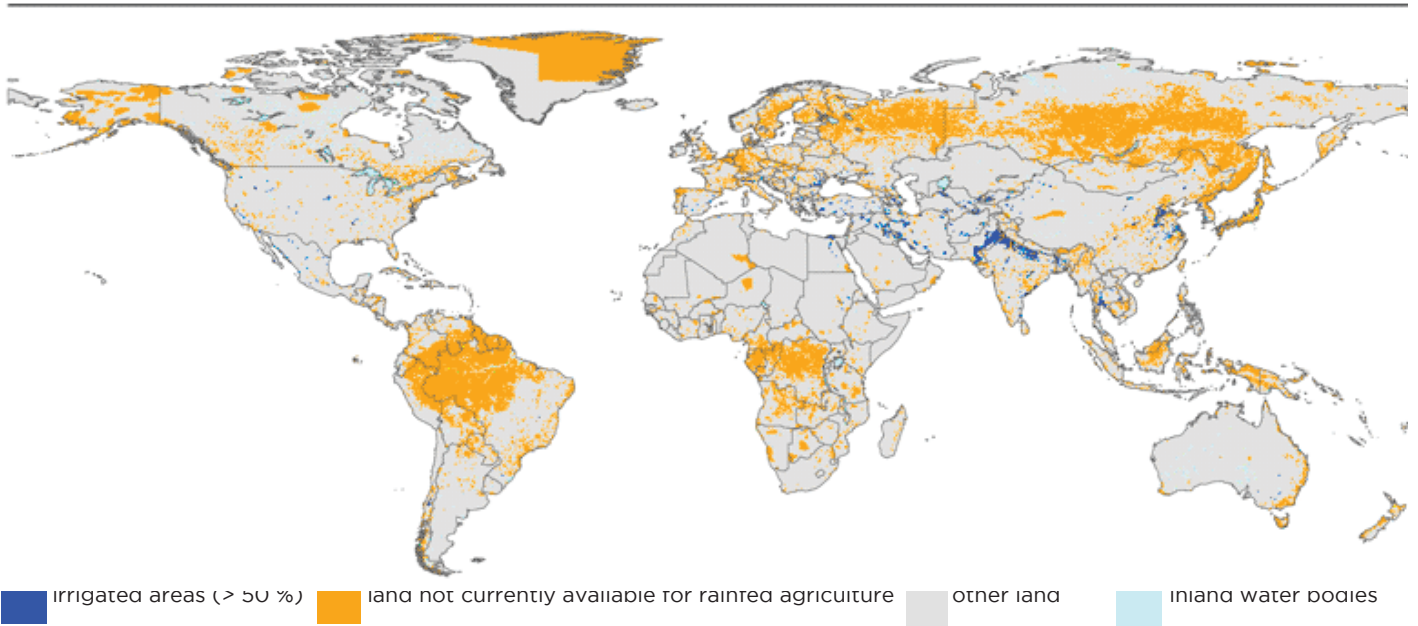 irrigated areas (> 50 %) land not currently available for rainfed agriculture other land inland water bodies